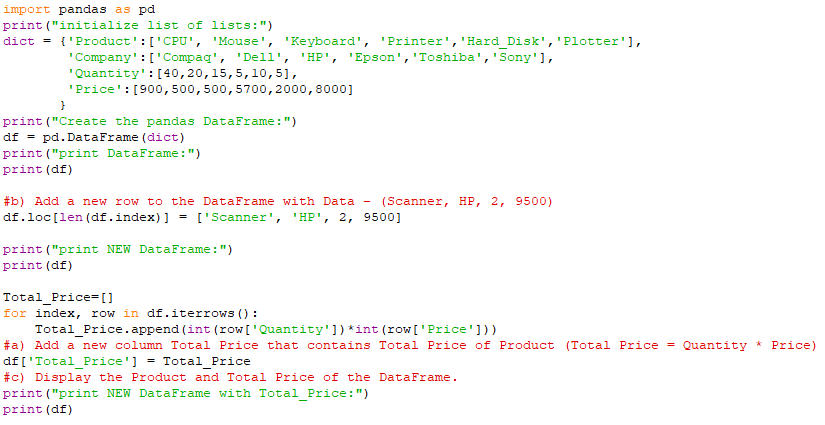 import pandas as pd
print("initialize list of lists:")
dict = {'Product':['CPU', 'Mouse', 'Keyboard', 'Printer','Hard_Disk','Plotter'],
        'Company':['Compaq', 'Dell', 'HP', 'Epson','Toshiba','Sony'],
        'Quantity':[40,20,15,5,10,5],
        'Price':[900,500,500,5700,2000,8000]
       }
print("Create the pandas DataFrame:")
df = pd.DataFrame(dict)
print("print DataFrame:")
print(df)

#b) Add a new row to the DataFrame with Data - (Scanner, HP, 2, 9500)
df.loc[len(df.index)] = ['Scanner', 'HP', 2, 9500]

print("print NEW DataFrame:")
print(df)

Total_Price=[]
for index, row in df.iterrows():
    Total_Price.append(int(row['Quantity'])*int(row['Price']))
#a) Add a new column Total Price that contains Total Price of Product (Total Price = Quantity * Price)
df['Total_Price'] = Total_Price
#c) Display the Product and Total Price of the DataFrame.
print("print NEW DataFrame with Total_Price:")
print(df)